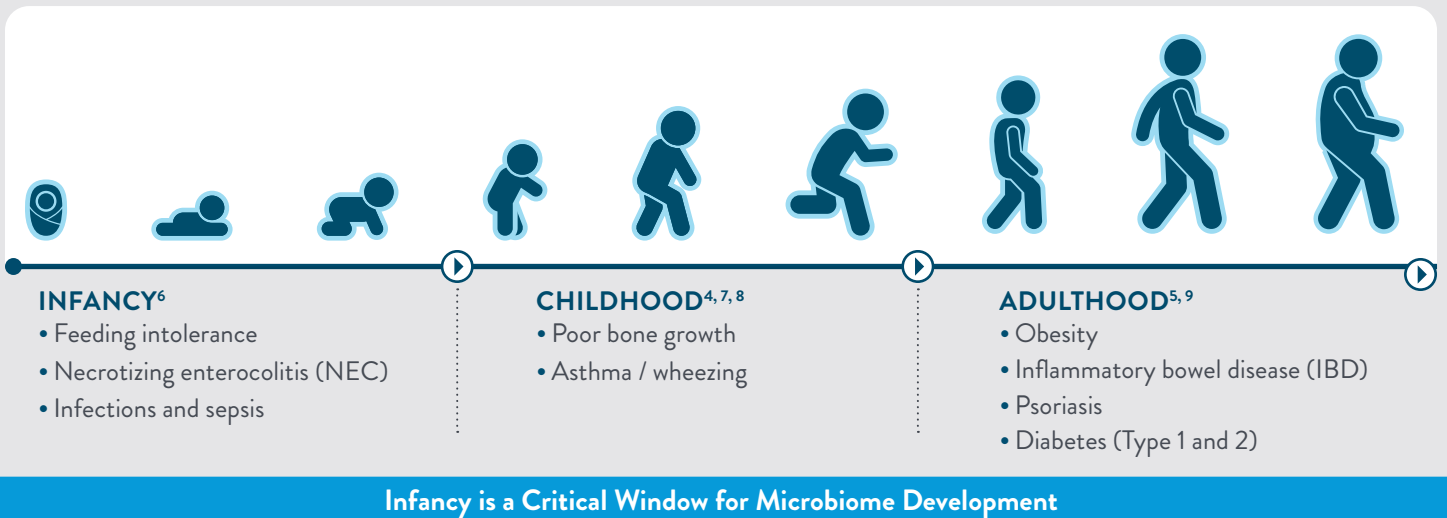 INFANCY⁶
• Feeding intolerance
• Necrotizing enterocolitis (NEC)
• Infections and sepsis
CHILDHOOD⁴, ⁷, ⁸
• Poor bone growth
• Asthma / wheezing
ADULTHOOD⁵, ⁹
• Obesity
• Inflammatory bowel disease (IBD)
• Psoriasis
• Diabetes (Type 1 and 2)
Infancy is a Critical Window for Microbiome Development